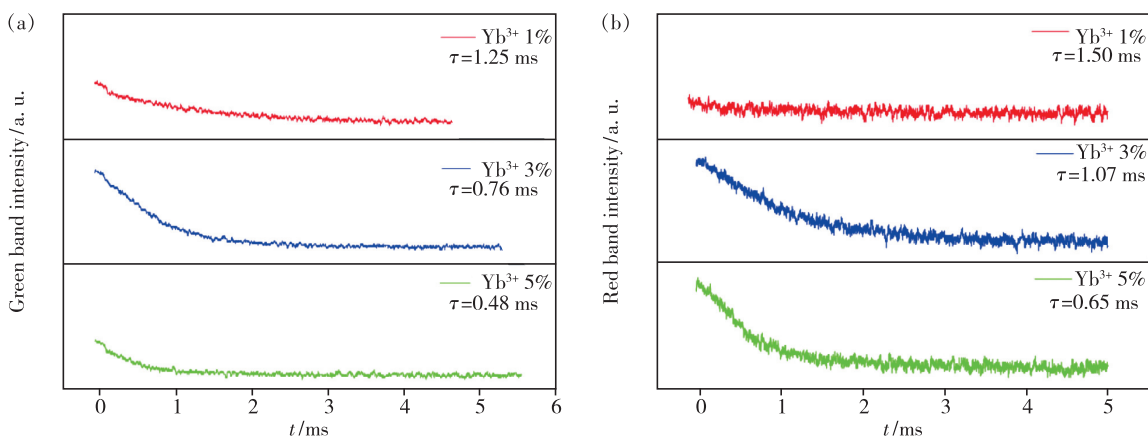 (a)
Green band intensity/a. u.
Yb³⁺ 1%
τ=1.25 ms
Yb³⁺ 3%
τ=0.76 ms
Yb³⁺ 5%
τ=0.48 ms
0 1 2 3 4 5 6
t/ms
(b)
Red band intensity/a. u.
Yb³⁺ 1%
τ=1.50 ms
Yb³⁺ 3%
τ=1.07 ms
Yb³⁺ 5%
τ=0.65 ms
0 1 2 3 4 5
t/ms